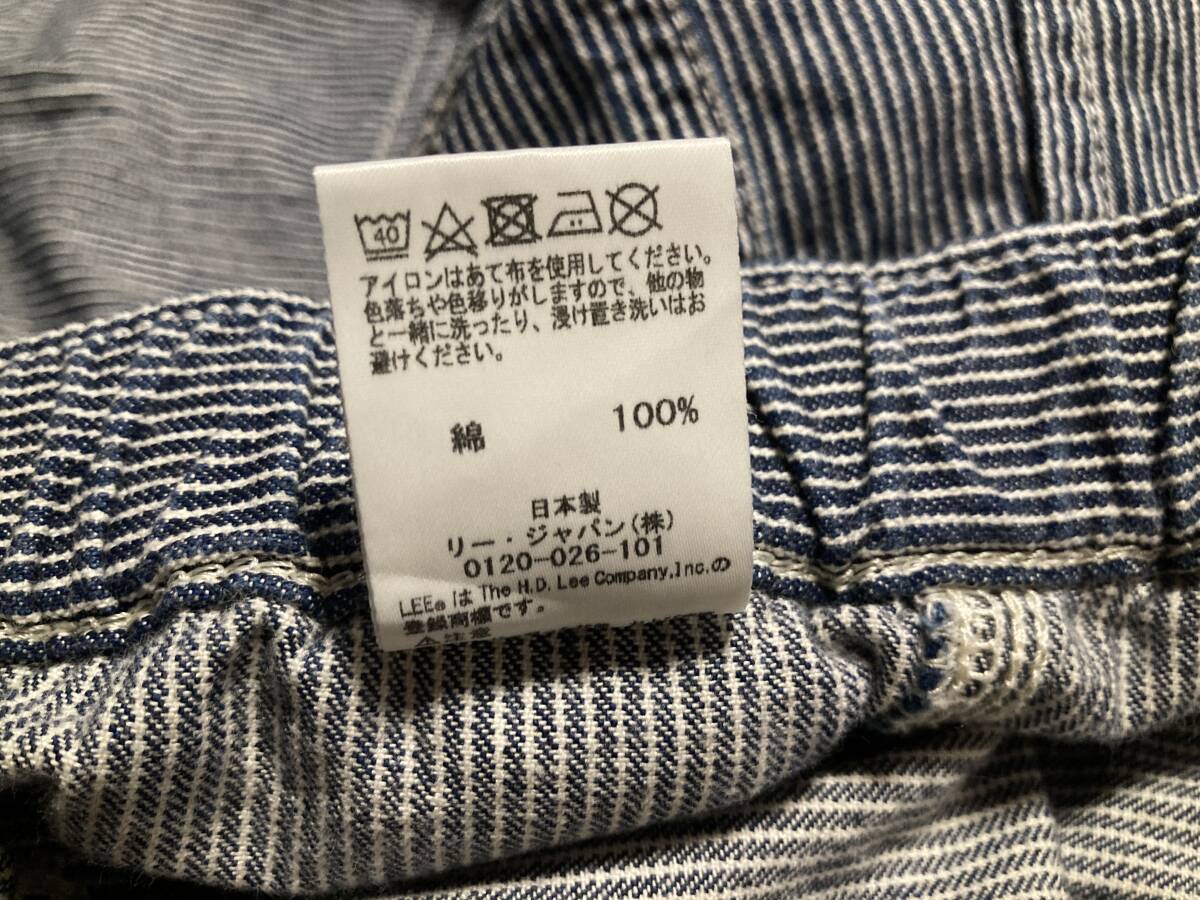 40
アイロンはあて布を使用してください。
色落ちや色移りがしますので、他の物
と一緒に洗ったり、浸け置き洗いはお
避けください。
綿 100%
日本製
リー・ジャパン(株)
0120-026-101
LEE®は The H.D. Lee Company,Inc.の
登録商標です。